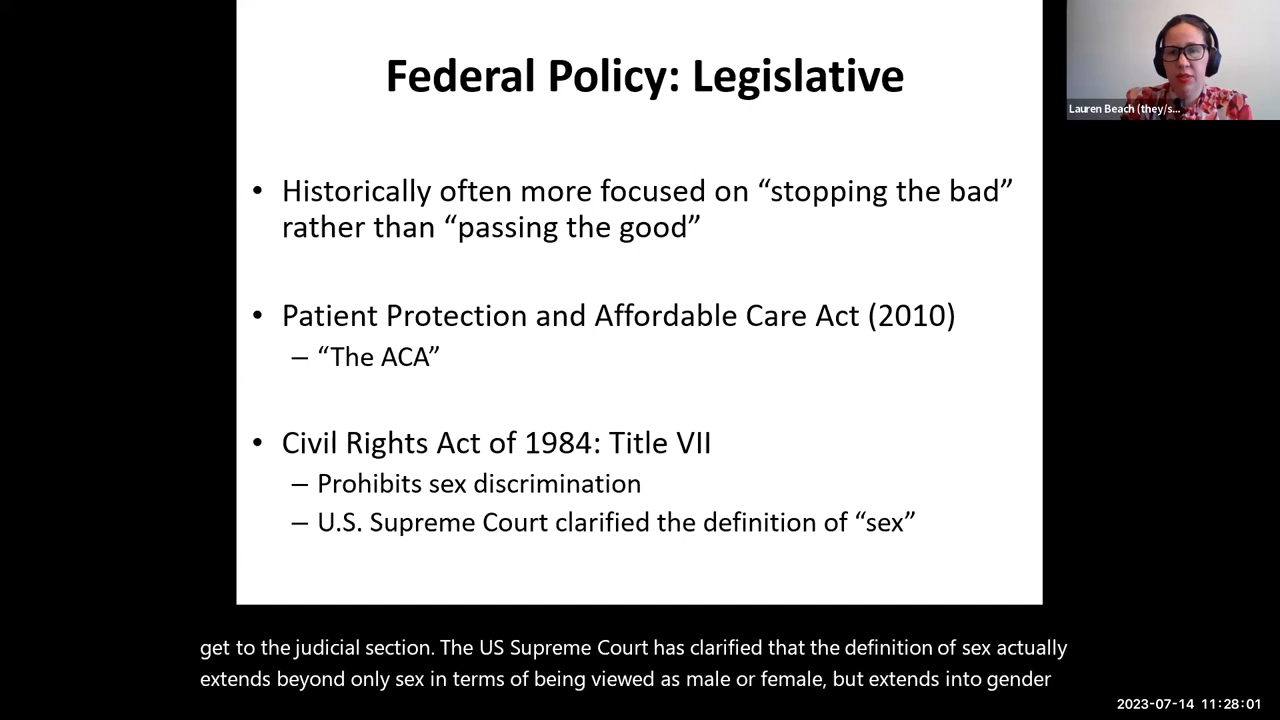 Federal Policy: Legislative
Lauren Beach (they/s...
• Historically often more focused on “stopping the bad”
rather than “passing the good”
• Patient Protection and Affordable Care Act (2010)
– “The ACA”
• Civil Rights Act of 1984: Title VII
– Prohibits sex discrimination
– U.S. Supreme Court clarified the definition of “sex”
get to the judicial section. The US Supreme Court has clarified that the definition of sex actually
extends beyond only sex in terms of being viewed as male or female, but extends into gender
2023-07-14 11:28:01